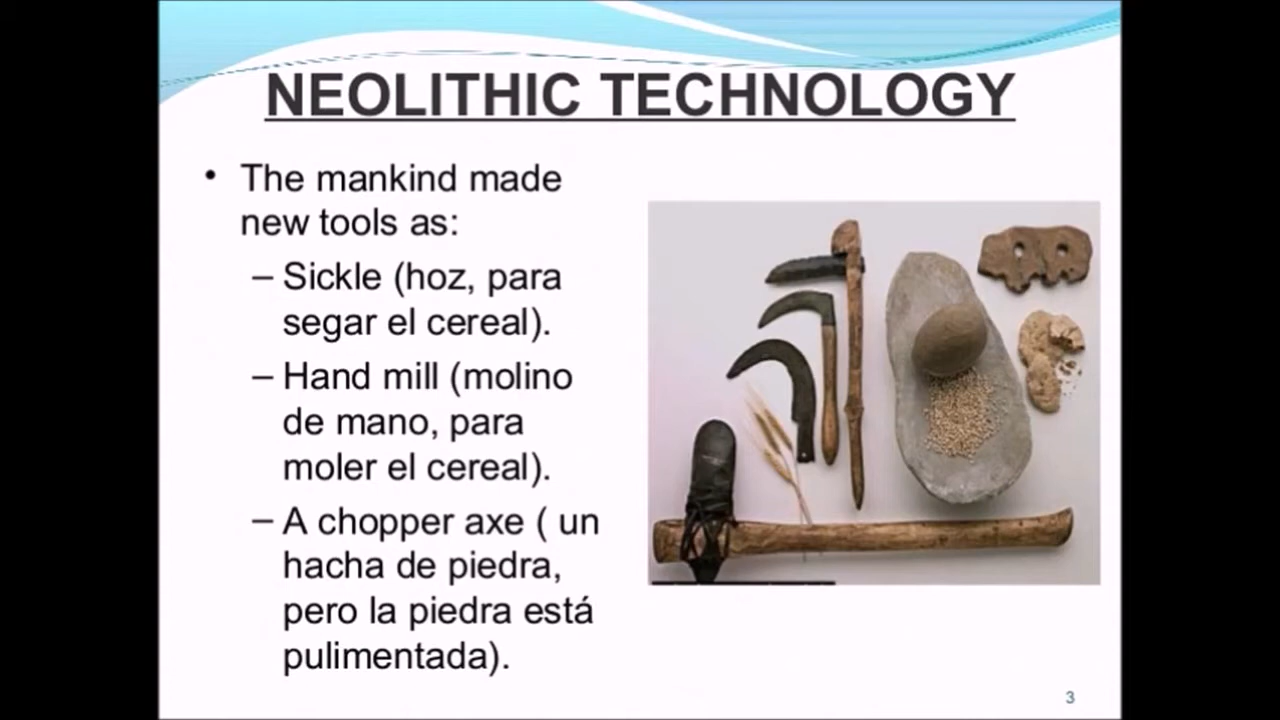 NEOLITHIC TECHNOLOGY
• The mankind made
new tools as:
– Sickle (hoz, para
segar el cereal).
– Hand mill (molino
de mano, para
moler el cereal).
– A chopper axe ( un
hacha de piedra,
pero la piedra está
pulimentada).
3